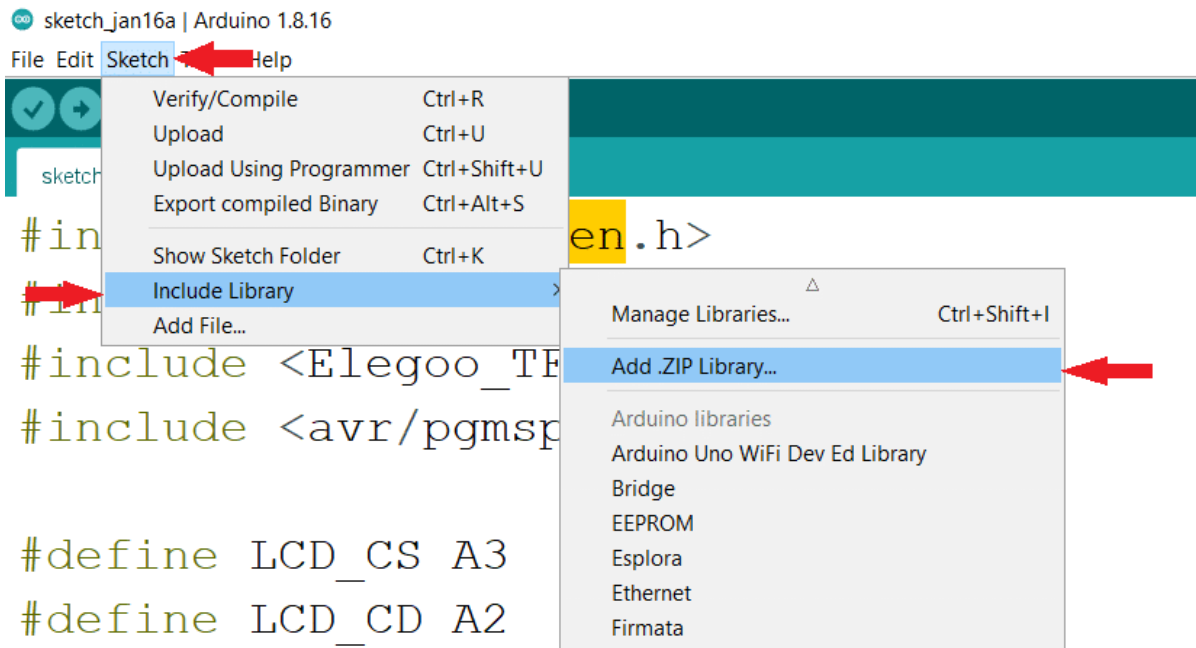 sketch_jan16a | Arduino 1.8.16
File Edit Sketch Help
Verify/Compile Ctrl+R
Upload Ctrl+U
Upload Using Programmer Ctrl+Shift+U
Export compiled Binary Ctrl+Alt+S
Show Sketch Folder Ctrl+K
Include Library >
Add File...
Manage Libraries... Ctrl+Shift+I
Add .ZIP Library...
Arduino libraries
Arduino Uno WiFi Dev Ed Library
Bridge
EEPROM
Esplora
Ethernet
Firmata
sketch
#in en.h>
#in
#include <Elegoo_TF
#include <avr/pgmsp
#define LCD_CS A3
#define LCD_CD A2